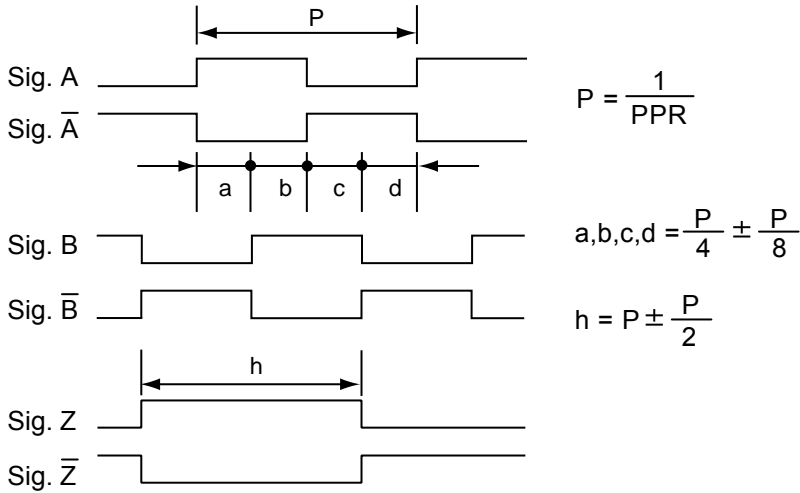 P
Sig. A
Sig. A̅
P = 1/PPR
a b c d
Sig. B
Sig. B̅
a,b,c,d = P/4 ± P/8
h = P ± P/2
h
Sig. Z
Sig. Z̅